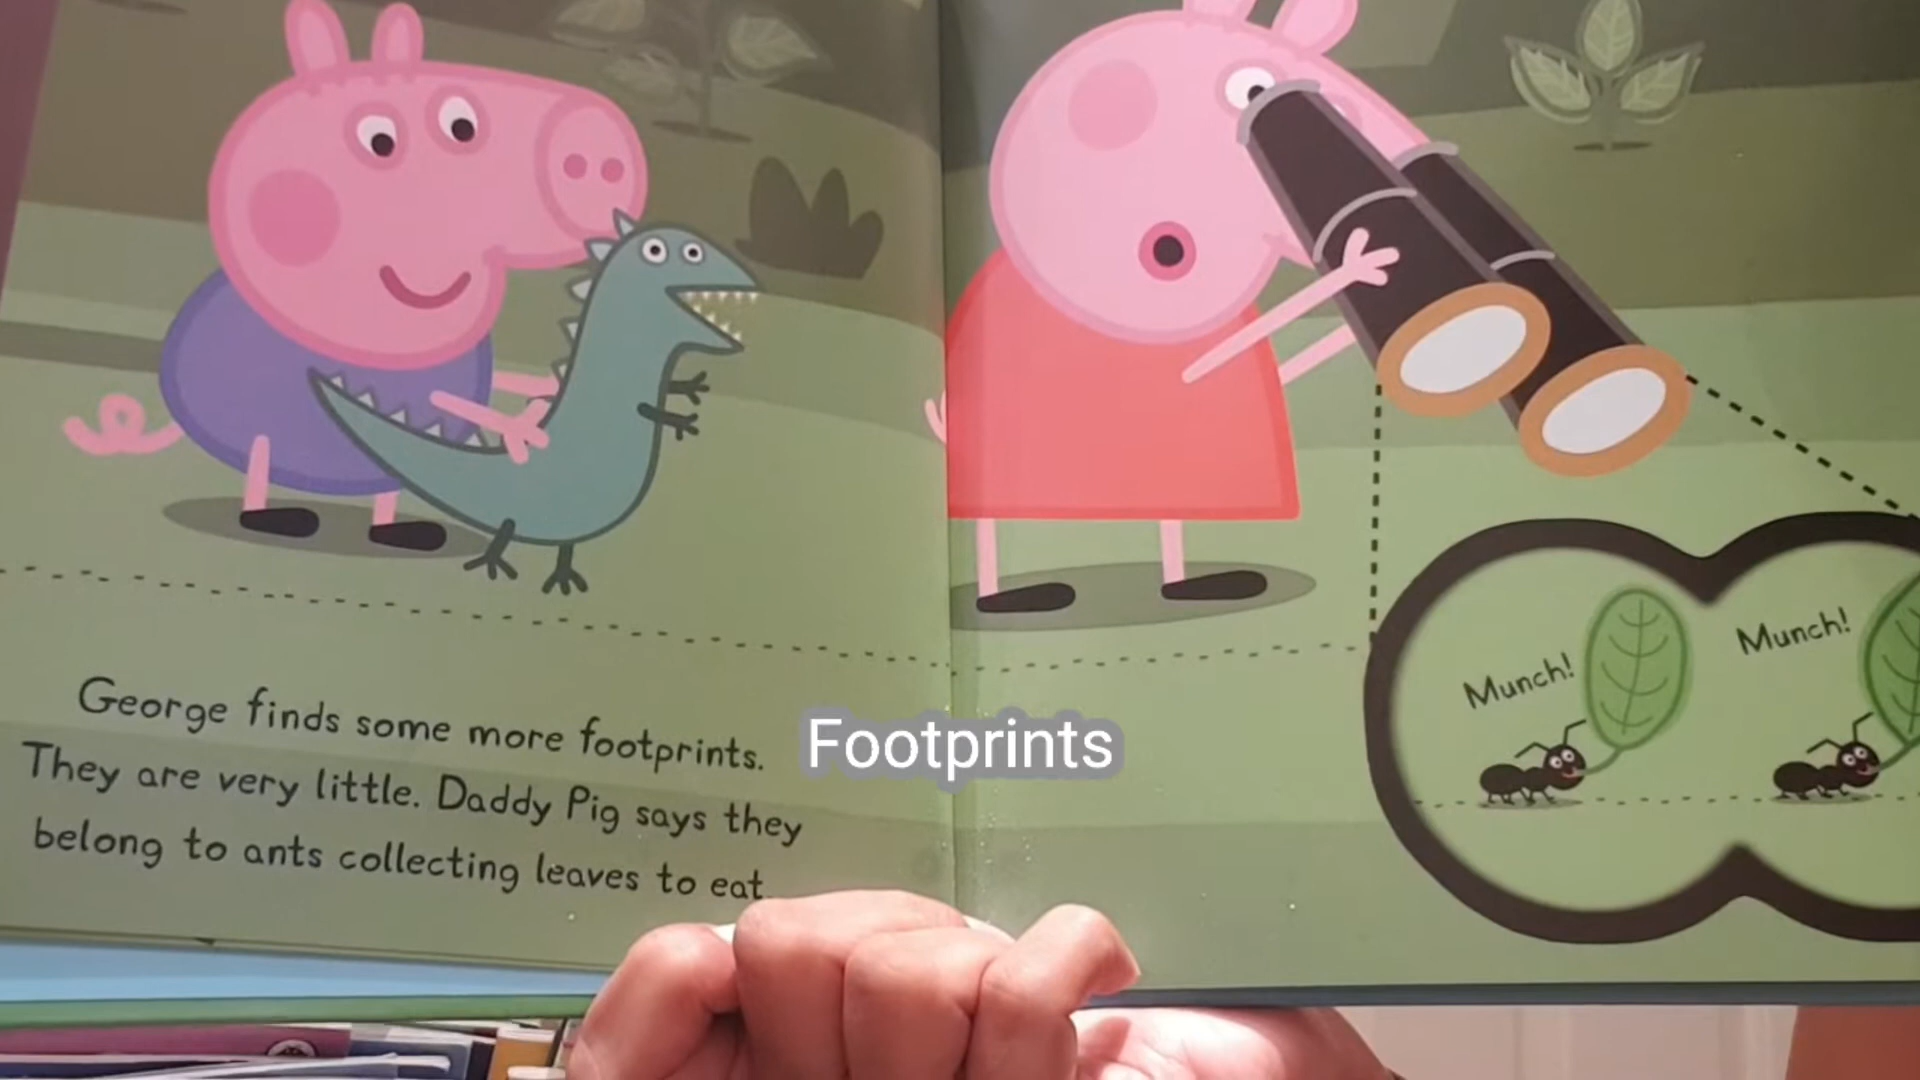 George finds some more footprints.
They are very little. Daddy Pig says they
belong to ants collecting leaves to eat.
Footprints
Munch!
Munch!